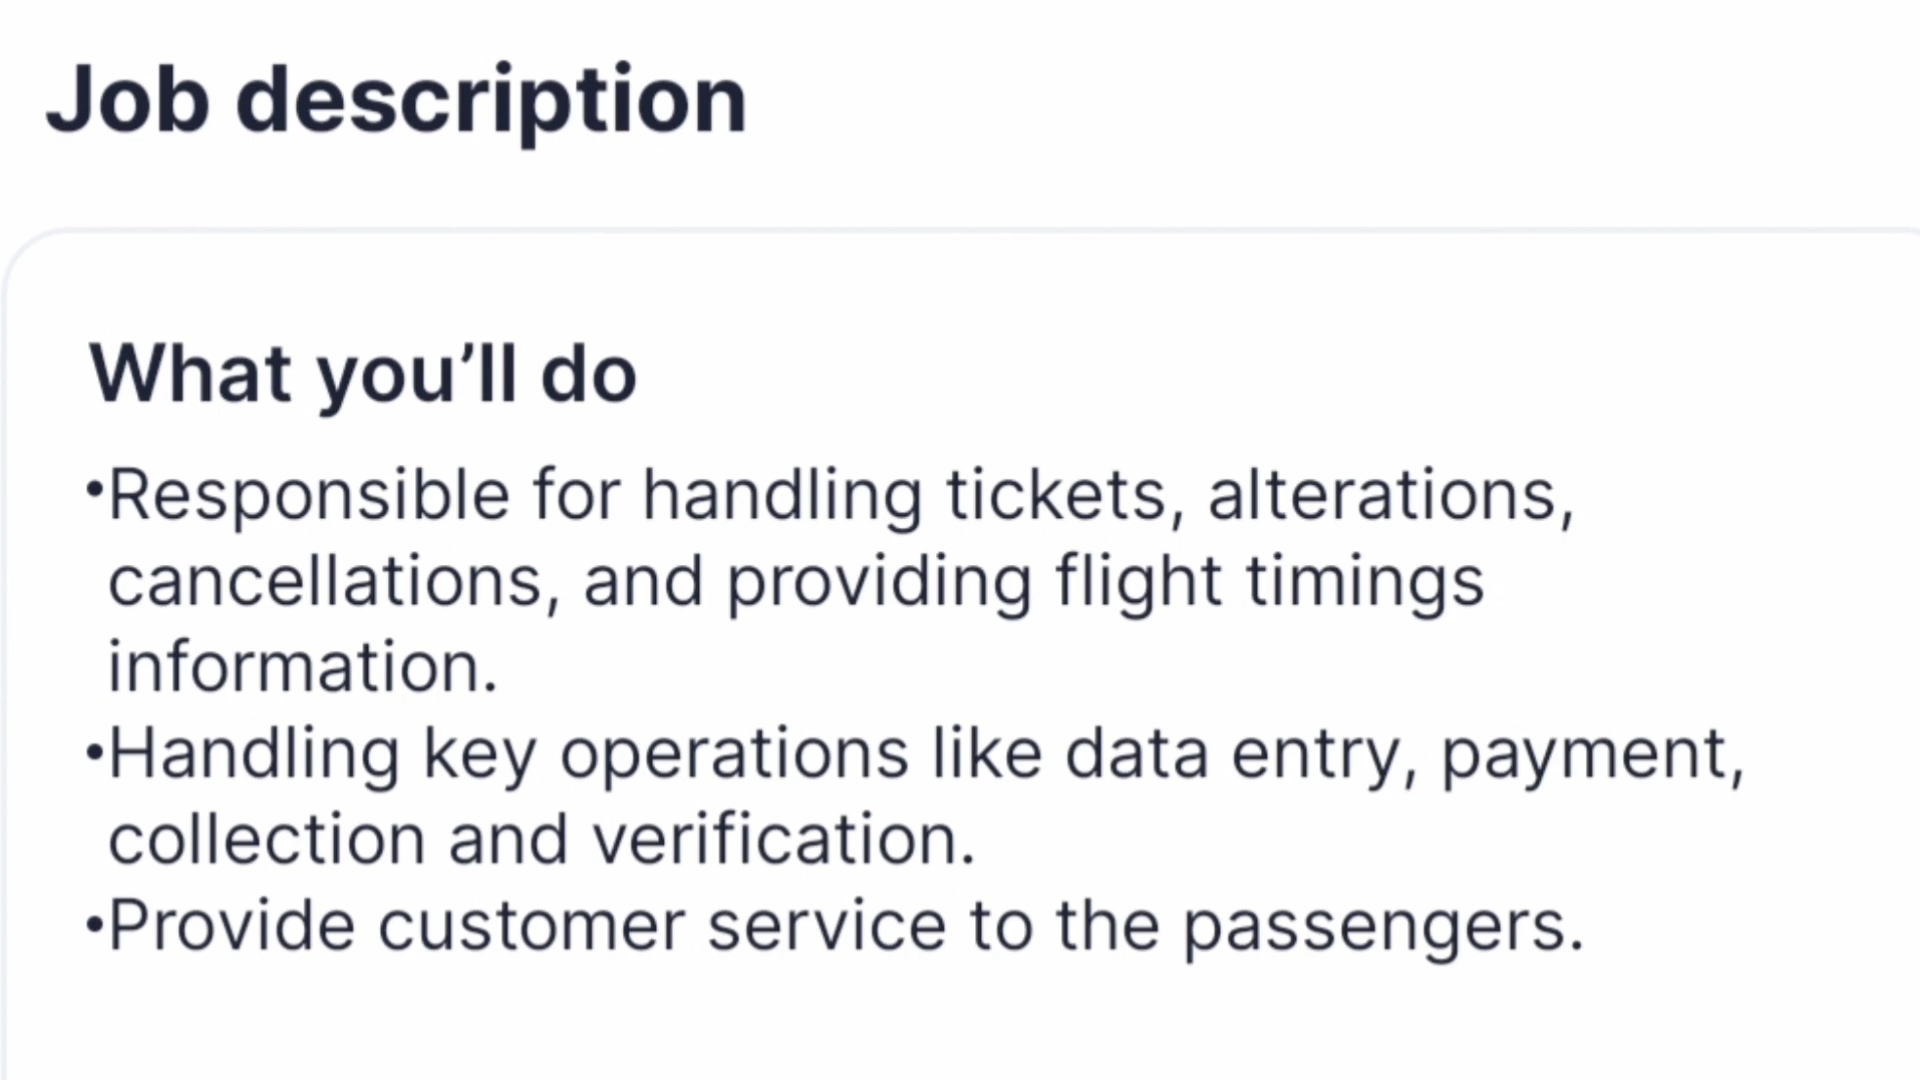 Job description
What you’ll do
•Responsible for handling tickets, alterations,
cancellations, and providing flight timings
information.
•Handling key operations like data entry, payment,
collection and verification.
•Provide customer service to the passengers.